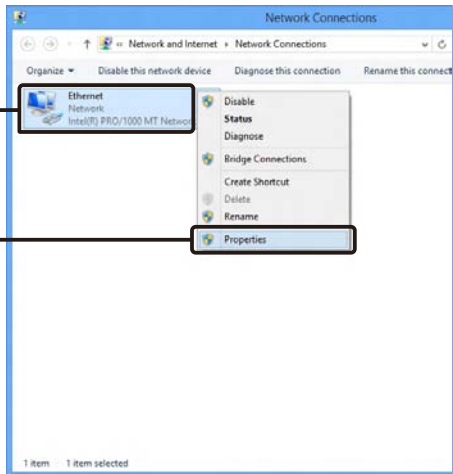 Network Connections
Network and Internet Network Connections
Organize Disable this network device Diagnose this connection Rename this connect
Ethernet
Network
Intel(R) PRO/1000 MT Networ
Disable
Status
Diagnose
Bridge Connections
Create Shortcut
Delete
Rename
Properties
1 item 1 item selected